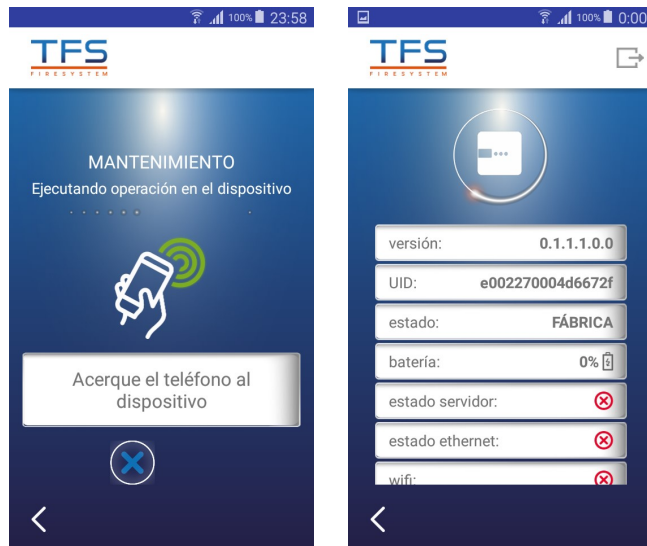 100% 23:58
TFS
FIRESYSTEM
MANTENIMIENTO
Ejecutando operación en el dispositivo
Acerque el teléfono al
dispositivo
100% 0:00
TFS
FIRESYSTEM
versión: 0.1.1.1.0.0
UID: e002270004d6672f
estado: FÁBRICA
batería: 0%
estado servidor:
estado ethernet:
wifi: